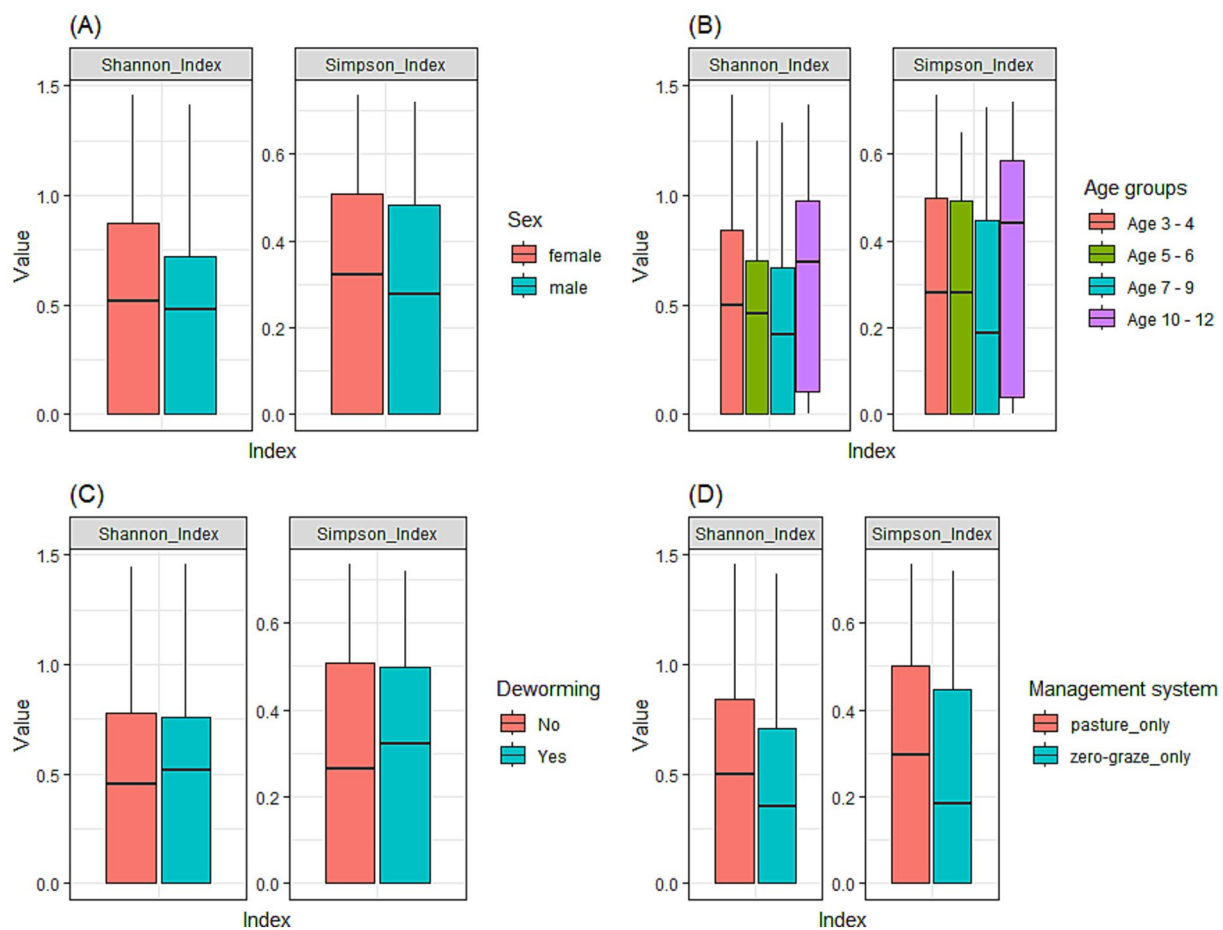 (A)
Shannon_Index
Simpson_Index
1.5
1.0
0.5
0.0
0.6
0.4
0.2
0.0
Value
Index
Sex
female
male
(B)
Shannon_Index
Simpson_Index
1.5
1.0
0.5
0.0
0.6
0.4
0.2
0.0
Value
Index
Age groups
Age 3 - 4
Age 5 - 6
Age 7 - 9
Age 10 - 12
(C)
Shannon_Index
Simpson_Index
1.5
1.0
0.5
0.0
0.6
0.4
0.2
0.0
Value
Index
Deworming
No
Yes
(D)
Shannon_Index
Simpson_Index
1.5
1.0
0.5
0.0
0.6
0.4
0.2
0.0
Value
Index
Management system
pasture_only
zero-graze_only